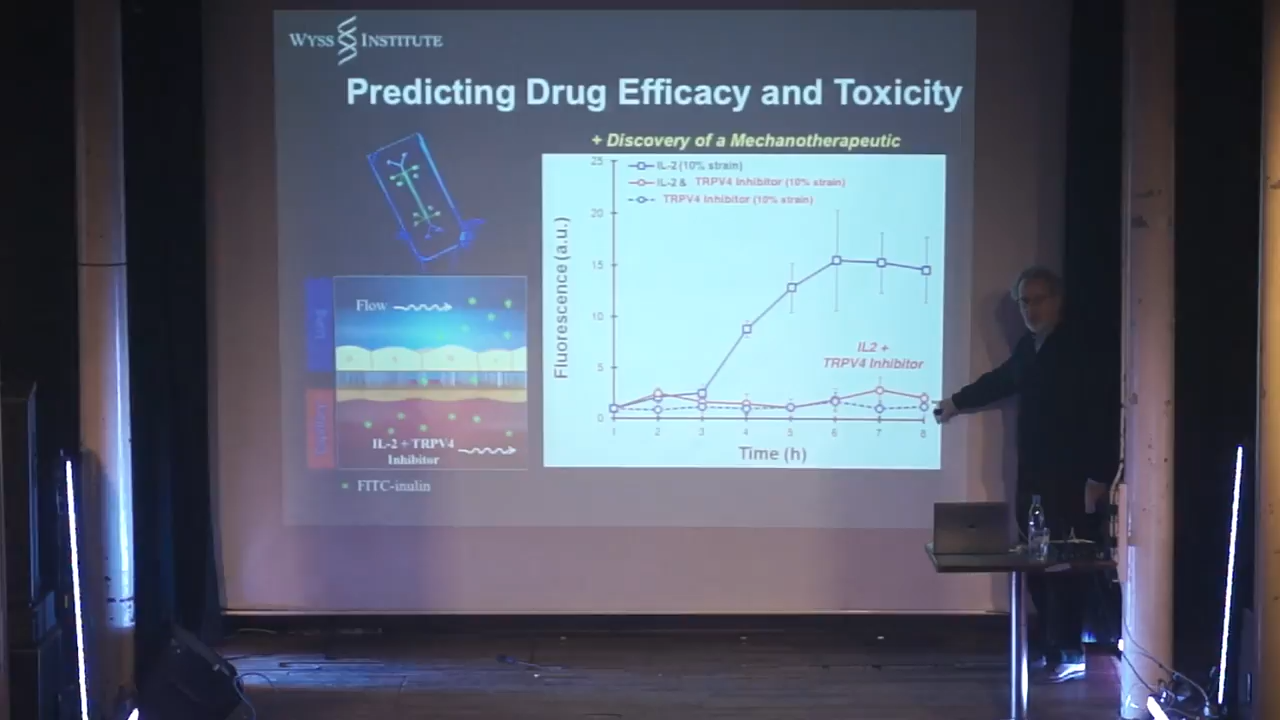 WYSS INSTITUTE
Predicting Drug Efficacy and Toxicity
+ Discovery of a Mechanotherapeutic
25
20
15
10
5
0
Fluorescence (a.u.)
IL-2 (10% strain)
IL-2 & TRPV4 Inhibitor (10% strain)
TRPV4 Inhibitor (10% strain)
IL2 +
TRPV4 Inhibitor
1 2 3 4 5 6 7 8
Time (h)
Flow
IL-2 + TRPV4
Inhibitor
FITC-inulin